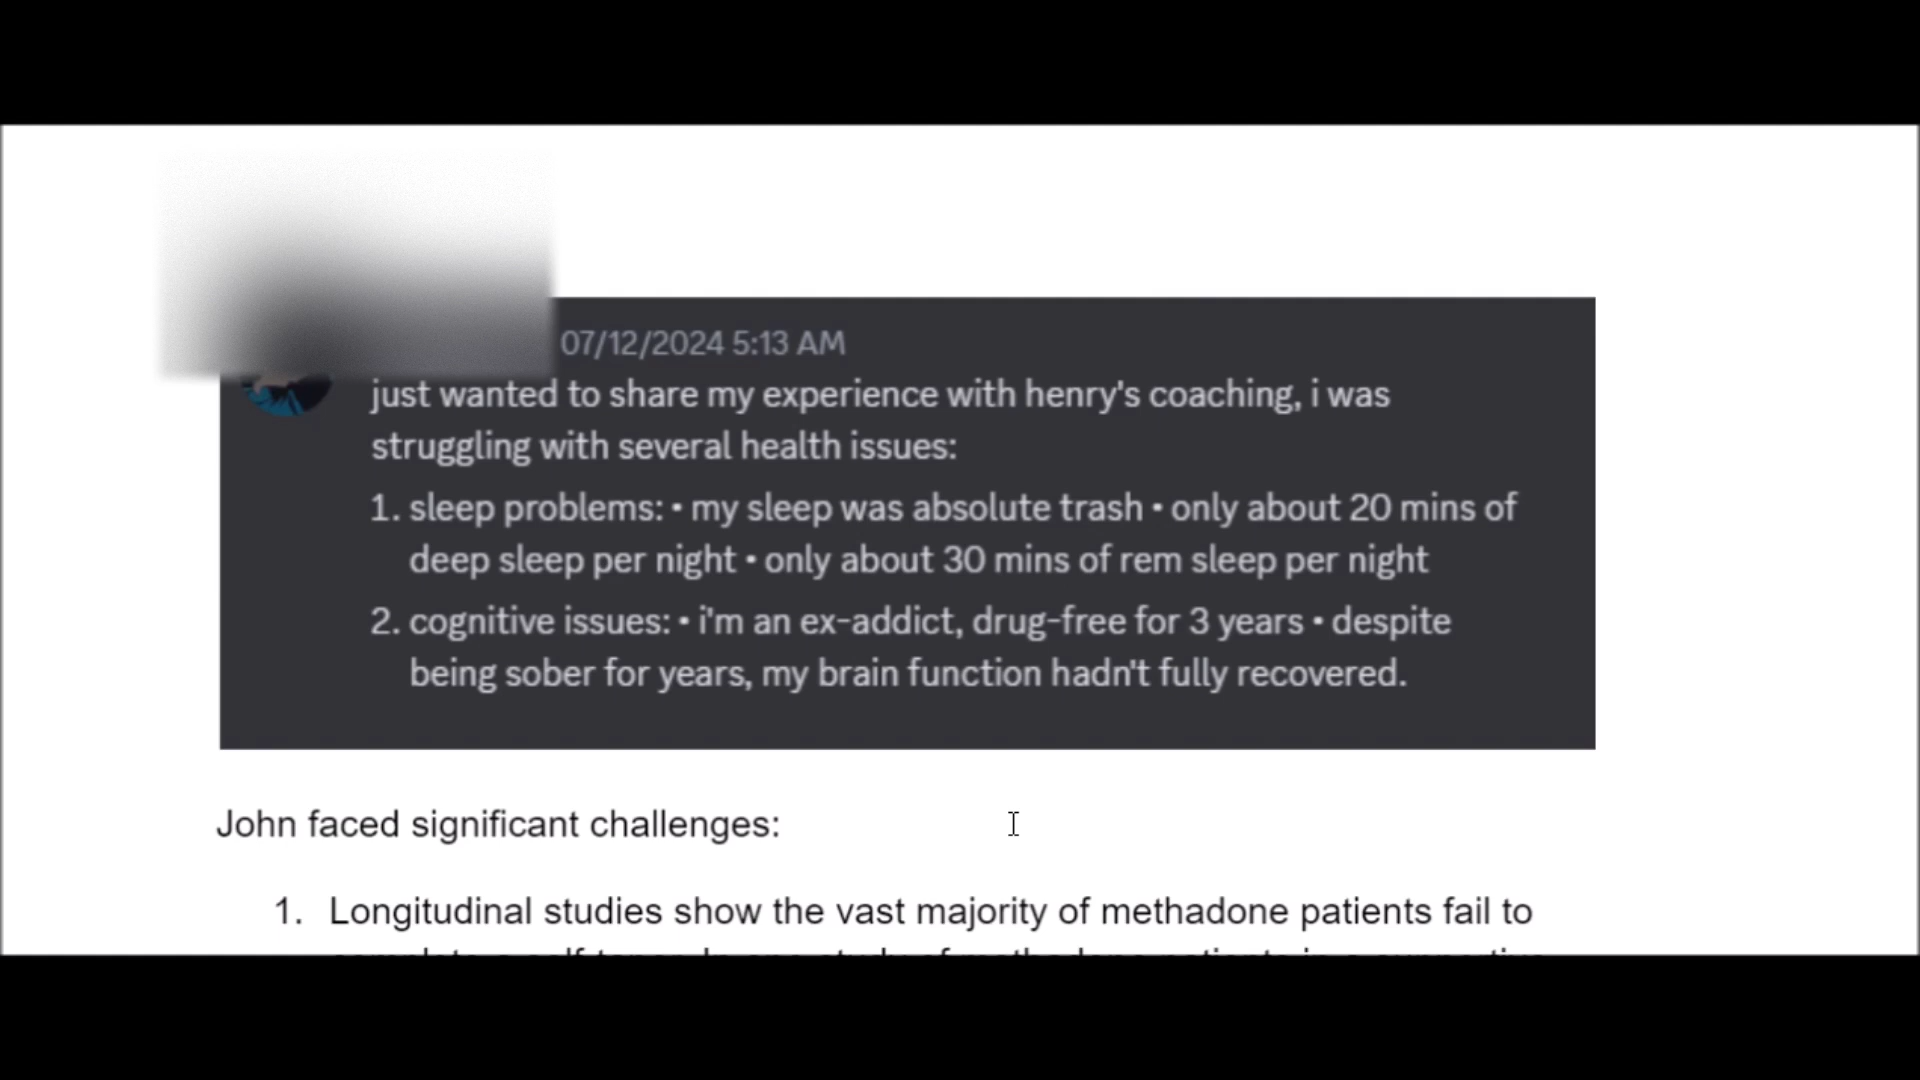 07/12/2024 5:13 AM
just wanted to share my experience with henry's coaching, i was
struggling with several health issues:
1. sleep problems: • my sleep was absolute trash • only about 20 mins of
deep sleep per night • only about 30 mins of rem sleep per night
2. cognitive issues: • i'm an ex-addict, drug-free for 3 years • despite
being sober for years, my brain function hadn't fully recovered.
John faced significant challenges:
1. Longitudinal studies show the vast majority of methadone patients fail to